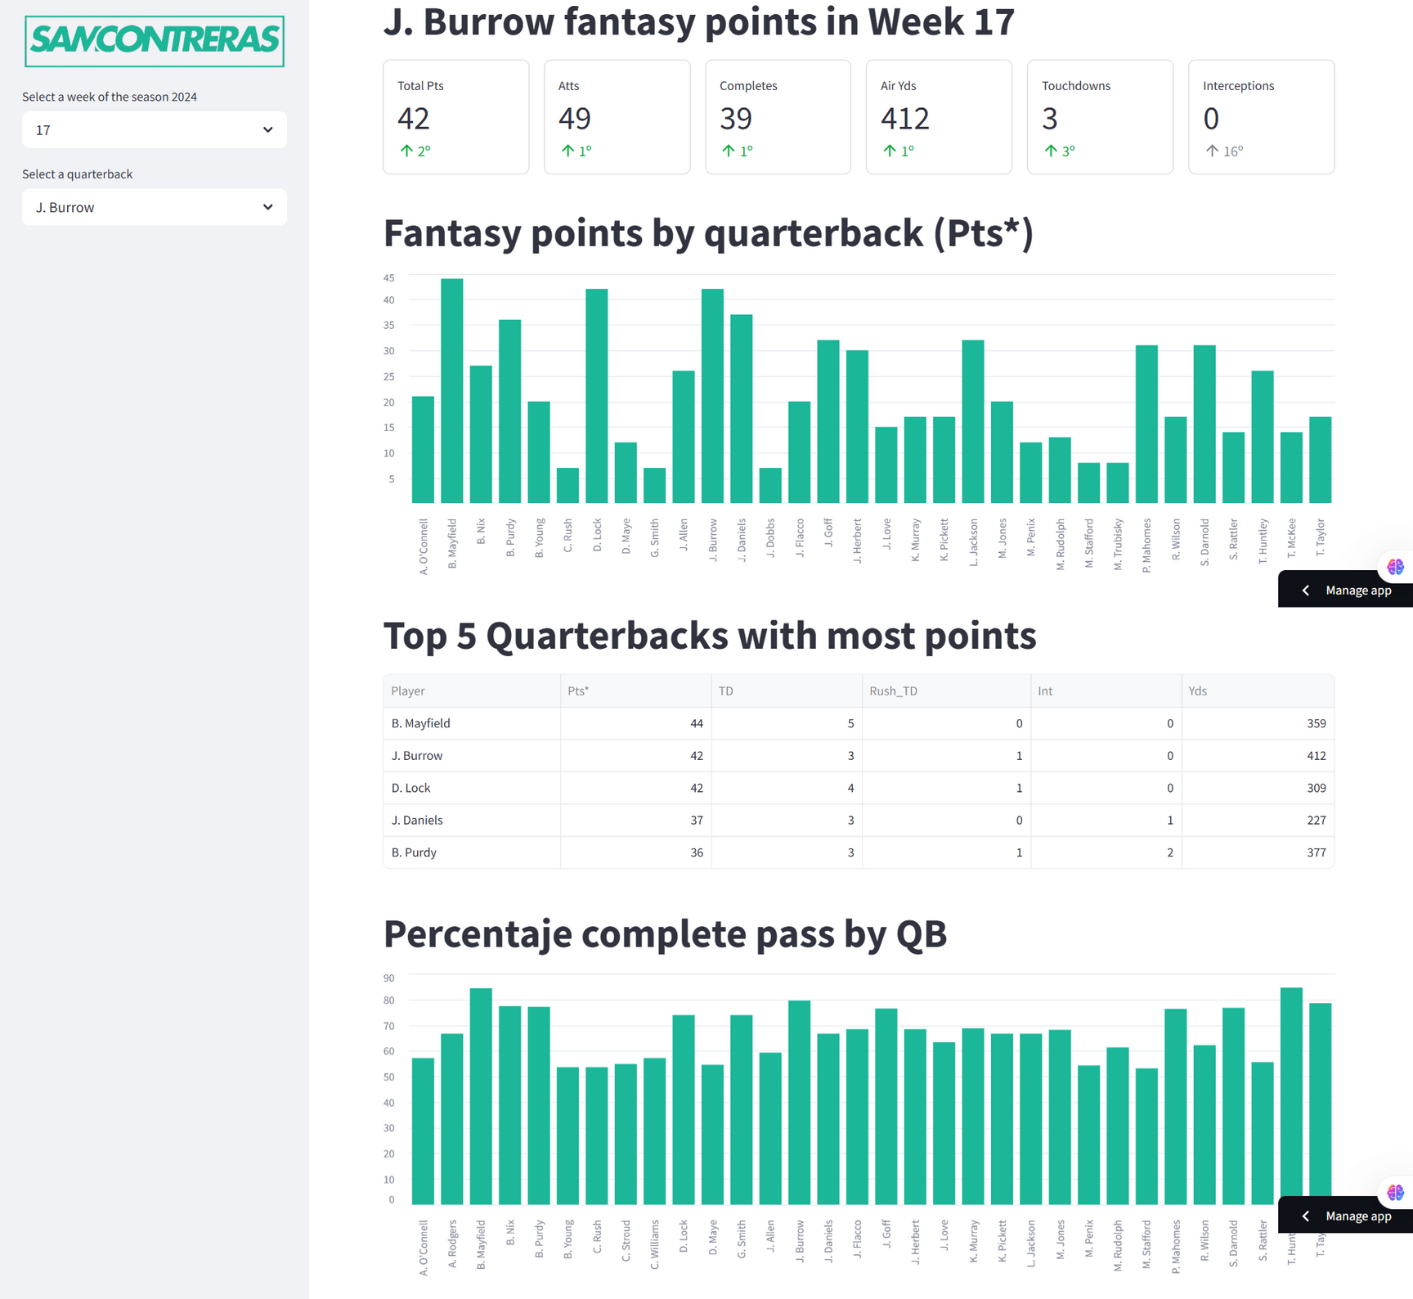 SAMCONTRERAS
Select a week of the season 2024
17
Select a quarterback
J. Burrow
J. Burrow fantasy points in Week 17
Total Pts
42
2º
Atts
49
1º
Completes
39
1º
Air Yds
412
1º
Touchdowns
3
3º
Interceptions
0
16º
Fantasy points by quarterback (Pts*)
45
40
35
30
25
20
15
10
5
A. O'Connell
B. Mayfield
B. Nix
B. Purdy
B. Young
C. Rush
D. Lock
D. Maye
G. Smith
J. Allen
J. Burrow
J. Daniels
J. Dobbs
J. Flacco
J. Goff
J. Herbert
J. Love
K. Murray
K. Pickett
L. Jackson
M. Jones
M. Penix
M. Rudolph
M. Stafford
M. Trubisky
P. Mahomes
R. Wilson
S. Darnold
S. Rattler
T. Huntley
T. McKee
T. Taylor
Manage app
Top 5 Quarterbacks with most points
Player Pts* TD Rush_TD Int Yds
B. Mayfield 44 5 0 0 359
J. Burrow 42 3 1 0 412
D. Lock 42 4 1 0 309
J. Daniels 37 3 0 1 227
B. Purdy 36 3 1 2 377
Percentaje complete pass by QB
90
80
70
60
50
40
30
20
10
0
A. O'Connell
A. Rodgers
B. Mayfield
B. Nix
B. Purdy
B. Young
C. Rush
C. Stroud
C. Williams
D. Lock
D. Maye
G. Smith
J. Allen
J. Burrow
J. Daniels
J. Flacco
J. Goff
J. Herbert
J. Love
K. Murray
K. Pickett
L. Jackson
M. Jones
M. Penix
M. Rudolph
M. Stafford
P. Mahomes
R. Wilson
S. Darnold
S. Rattler
T. Hunt
T. Tay
Manage app